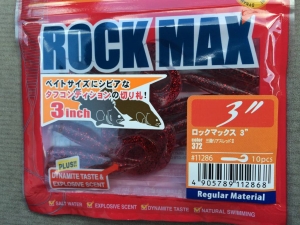 ROCK MAX
ベイトサイズにシビアな
タフコンディションの切り札!
3inch
3"
ロックマックス 3"
372
#11286
10pcs
4 905789 112868
Regular Material
PLUS!!
DYNAMITE TASTE &
EXPLOSIVE SCENT
SALT WATER
EXPLOSIVE SCENT
DYNAMITE TASTE
NATURAL SWIMMING